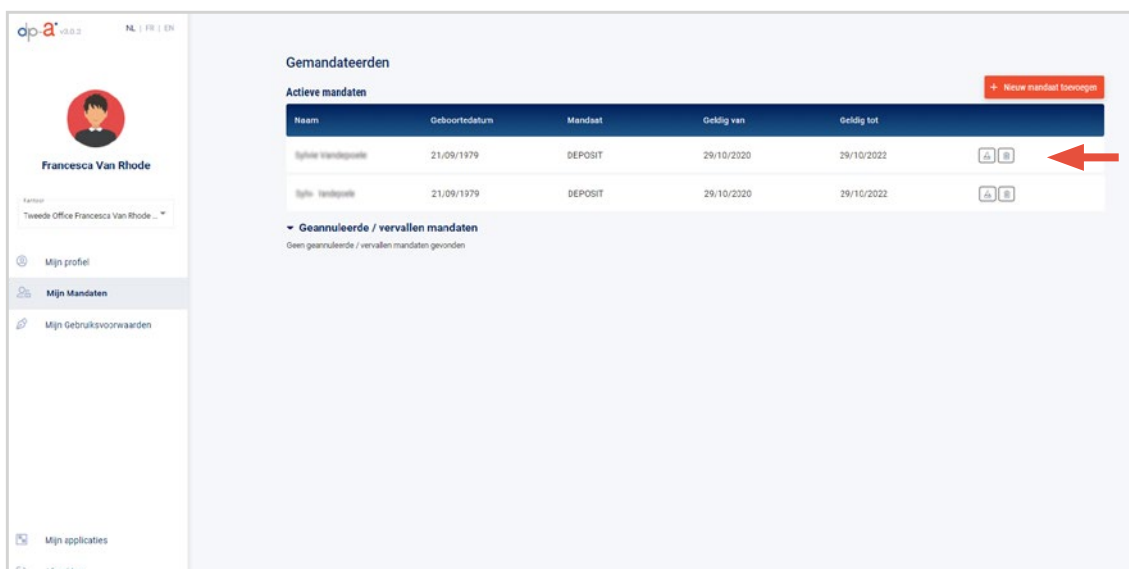 dp-a v3.0.2 NL | FR | EN
Gemandateerden
Actieve mandaten
+ Nieuw mandaat toevoegen
Naam Geboortedatum Mandaat Geldig van Geldig tot
21/09/1979 DEPOSIT 29/10/2020 29/10/2022
21/09/1979 DEPOSIT 29/10/2020 29/10/2022
Geannuleerde / vervallen mandaten
Geen geannuleerde / vervallen mandaten gevonden
Francesca Van Rhode
Kantoor
Tweede Office Francesca Van Rhode ...
Mijn profiel
Mijn Mandaten
Mijn Gebruiksvoorwaarden
Mijn applicaties